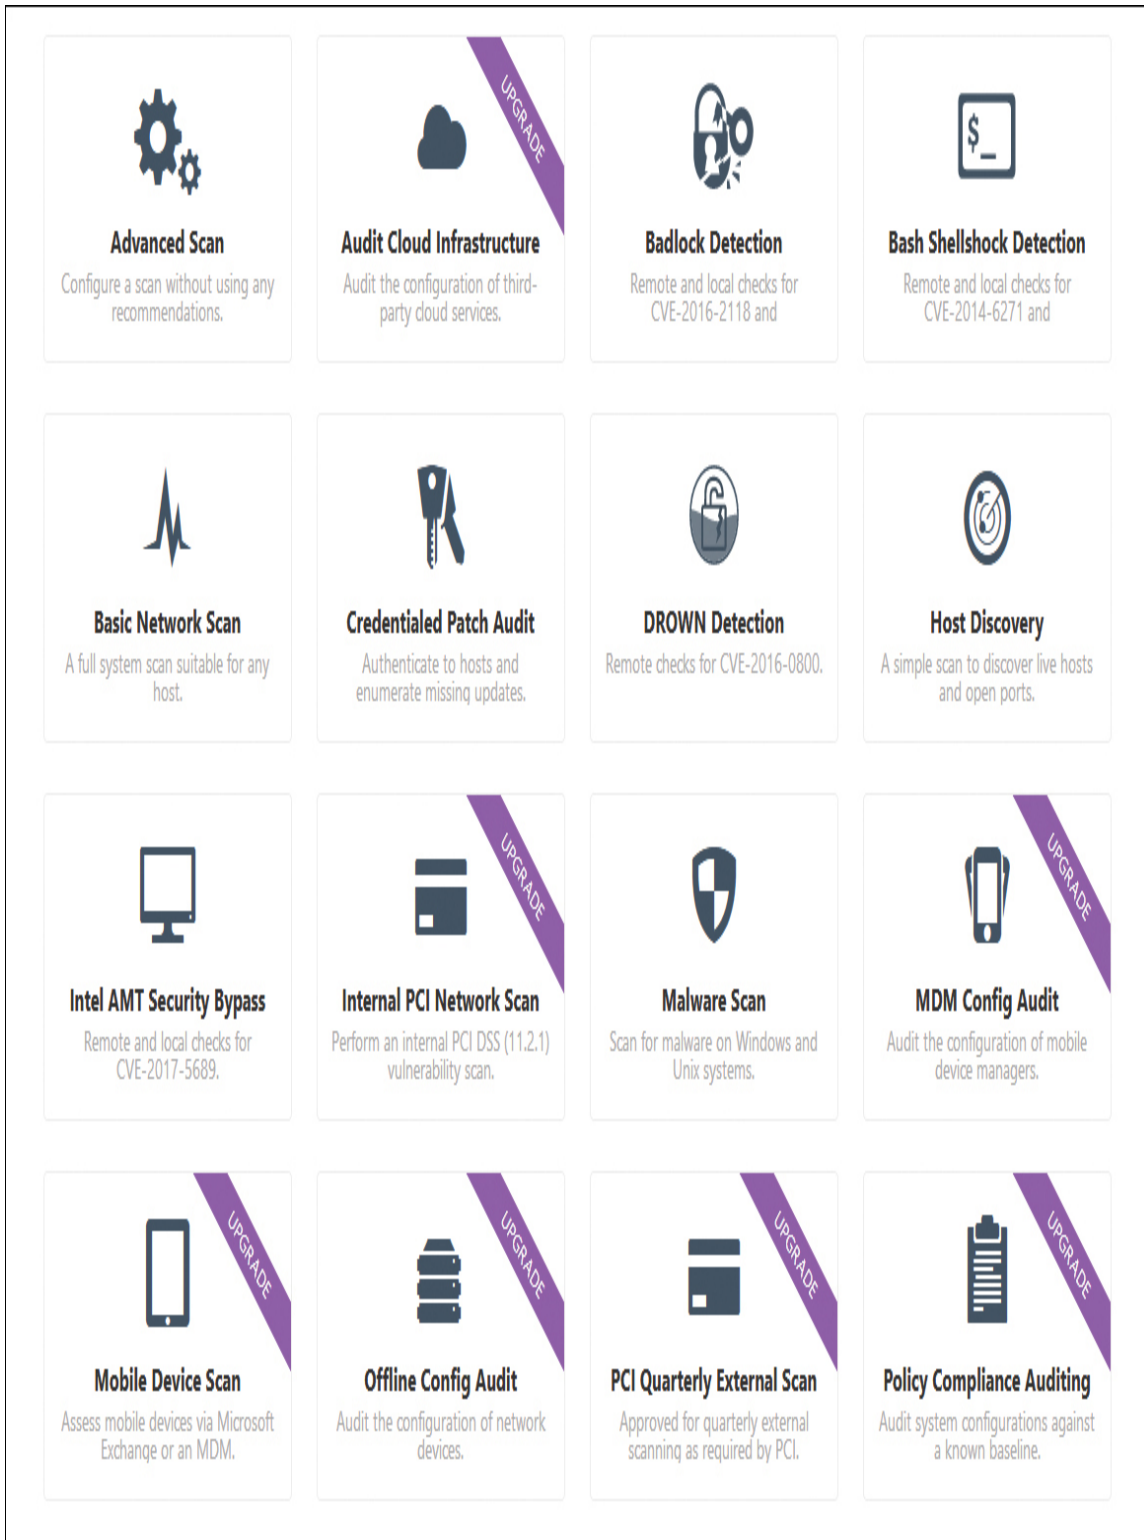 UPGRADE
$_
Advanced Scan
Configure a scan without using any
recommendations.
Audit Cloud Infrastructure
Audit the configuration of third-
party cloud services.
Badlock Detection
Remote and local checks for
CVE-2016-2118 and
Bash Shellshock Detection
Remote and local checks for
CVE-2014-6271 and
Basic Network Scan
A full system scan suitable for any
host.
Credentialed Patch Audit
Authenticate to hosts and
enumerate missing updates.
DROWN Detection
Remote checks for CVE-2016-0800.
Host Discovery
A simple scan to discover live hosts
and open ports.
UPGRADE
UPGRADE
Intel AMT Security Bypass
Remote and local checks for
CVE-2017-5689.
Internal PCI Network Scan
Perform an internal PCI DSS (11.2.1)
vulnerability scan.
Malware Scan
Scan for malware on Windows and
Unix systems.
MDM Config Audit
Audit the configuration of mobile
device managers.
UPGRADE
UPGRADE
UPGRADE
UPGRADE
Mobile Device Scan
Assess mobile devices via Microsoft
Exchange or an MDM.
Offline Config Audit
Audit the configuration of network
devices.
PCI Quarterly External Scan
Approved for quarterly external
scanning as required by PCI.
Policy Compliance Auditing
Audit system configurations against
a known baseline.